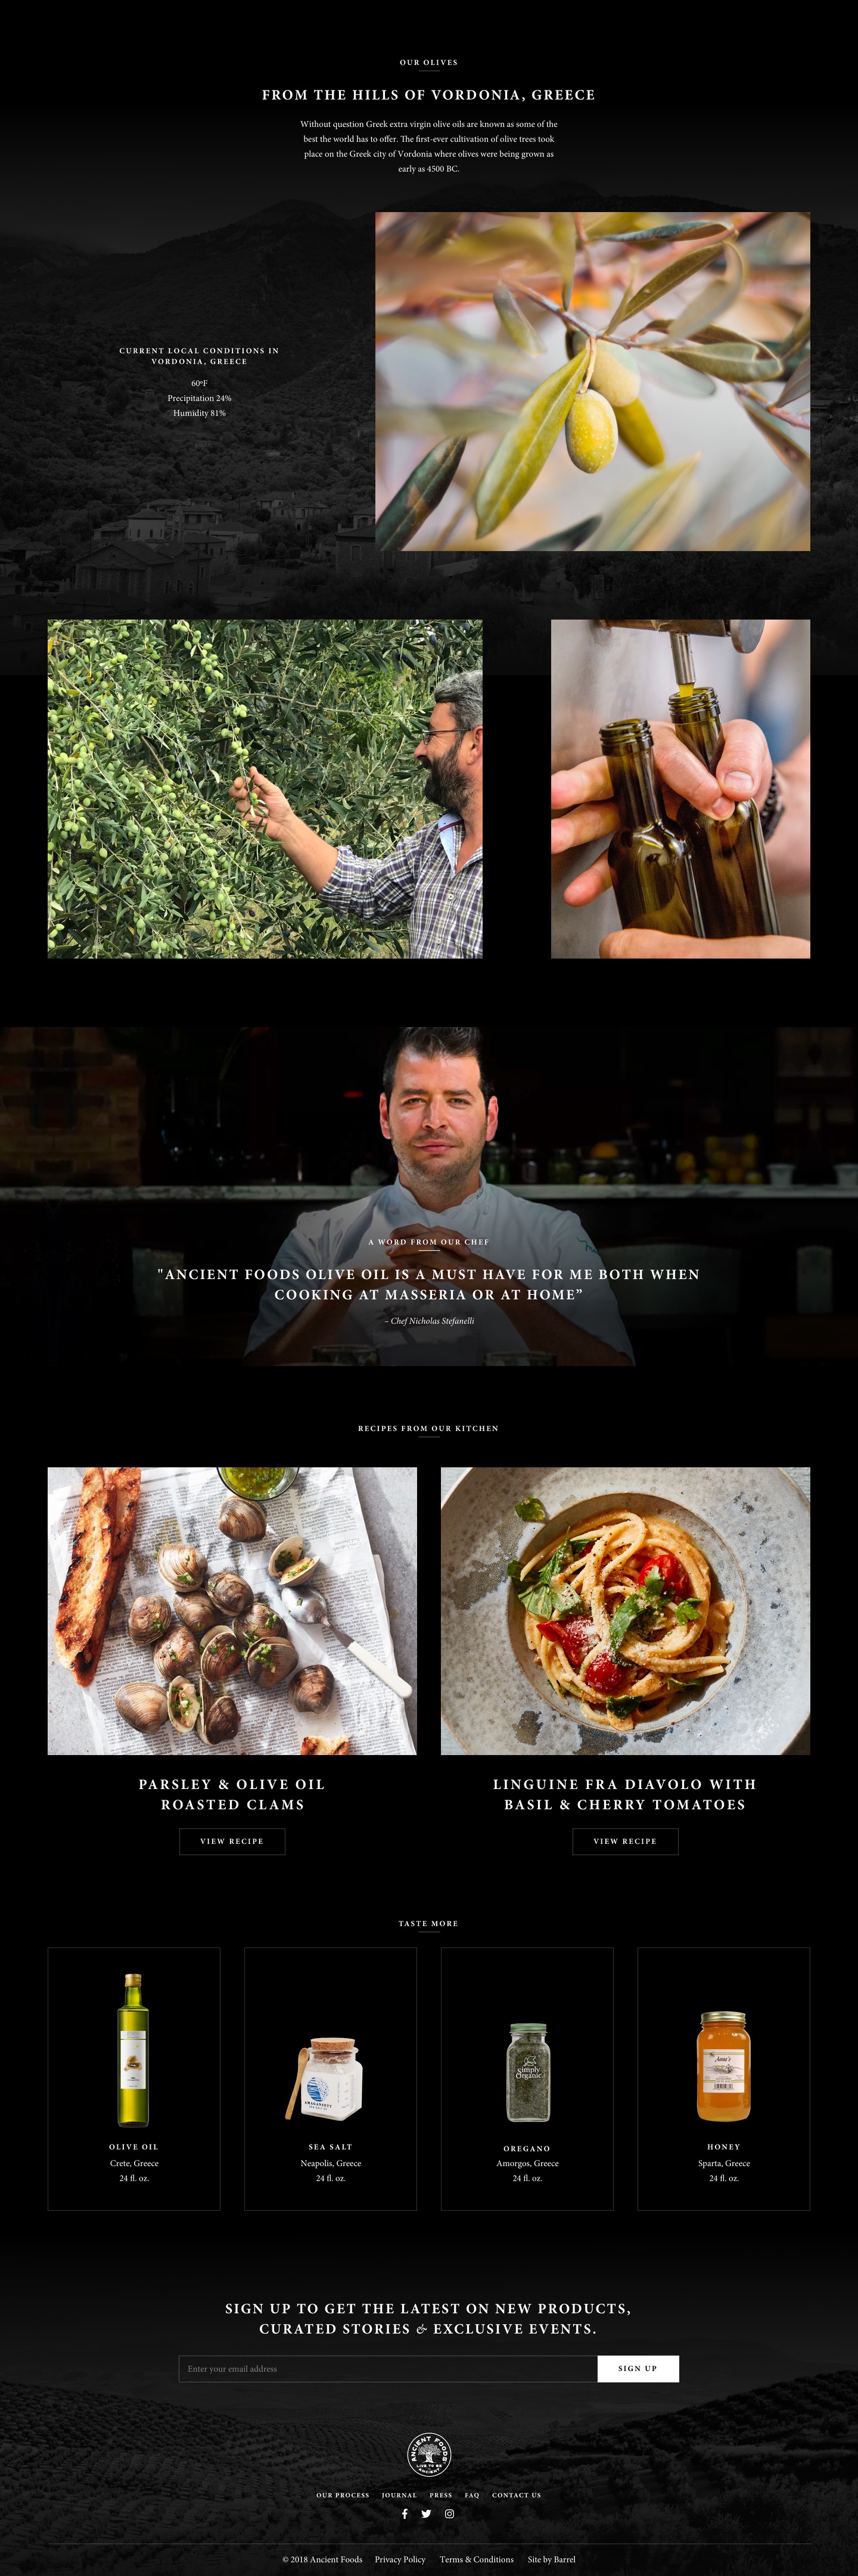 OUR OLIVES
FROM THE HILLS OF VORDONIA, GREECE
Without question Greek extra virgin olive oils are known as some of the
best the world has to offer. The first-ever cultivation of olive trees took
place on the Greek city of Vordonia where olives were being grown as
early as 4500 BC.
CURRENT LOCAL CONDITIONS IN
VORDONIA, GREECE
60ºF
Precipitation 24%
Humidity 81%
A WORD FROM OUR CHEF
"ANCIENT FOODS OLIVE OIL IS A MUST HAVE FOR ME BOTH WHEN
COOKING AT MASSERIA OR AT HOME”
– Chef Nicholas Stefanelli
RECIPES FROM OUR KITCHEN
PARSLEY & OLIVE OIL
ROASTED CLAMS
VIEW RECIPE
LINGUINE FRA DIAVOLO WITH
BASIL & CHERRY TOMATOES
VIEW RECIPE
TASTE MORE
OLIVE OIL
Crete, Greece
24 fl. oz.
AMAGANSETT
SEA SALT
Neapolis, Greece
24 fl. oz.
Simply
Organic
OREGANO
Amorgos, Greece
24 fl. oz.
HONEY
Sparta, Greece
24 fl. oz.
SIGN UP TO GET THE LATEST ON NEW PRODUCTS,
CURATED STORIES & EXCLUSIVE EVENTS.
Enter your email address
SIGN UP
ANCIENT FOODS
LIVE TO BE
ANCIENT
OUR PROCESS JOURNAL PRESS FAQ CONTACT US
© 2018 Ancient Foods Privacy Policy Terms & Conditions Site by Barrel